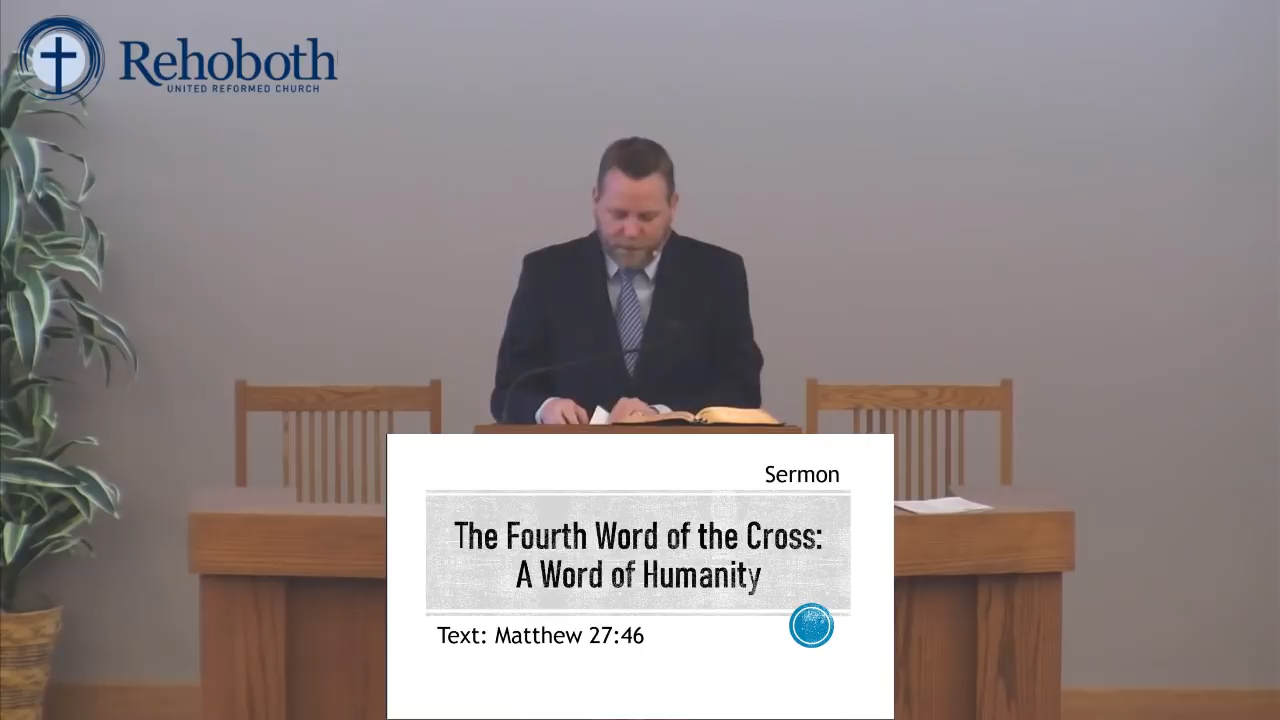 Rehoboth
UNITED REFORMED CHURCH
Sermon
The Fourth Word of the Cross:
A Word of Humanity
Text: Matthew 27:46